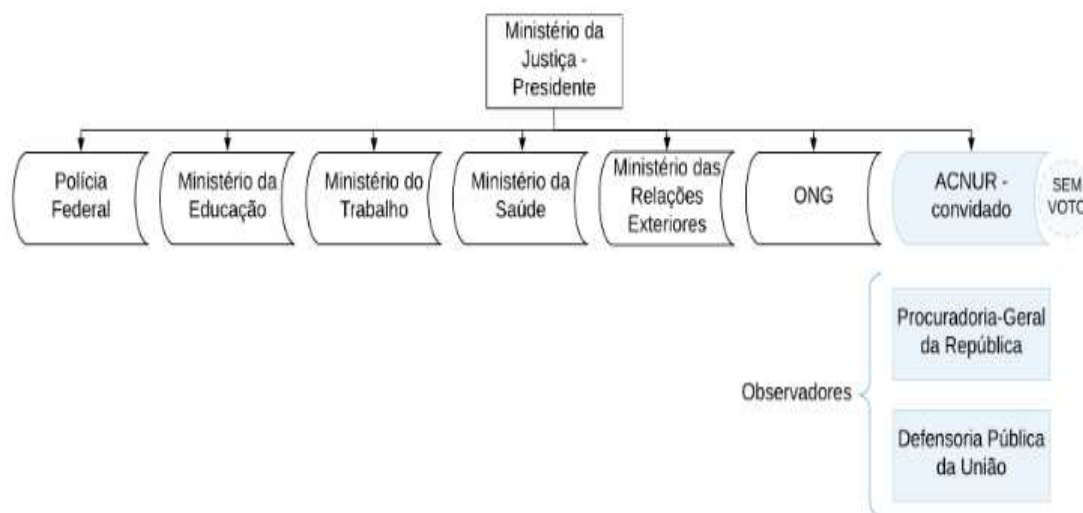 Ministério da
Justiça -
Presidente
Polícia
Federal
Ministério da
Educação
Ministério do
Trabalho
Ministério da
Saúde
Ministério das
Relações
Exteriores
ONG
ACNUR -
convidado
SEM
VOTO
Procuradoria-Geral
da República
Observadores
Defensoria Pública
da União